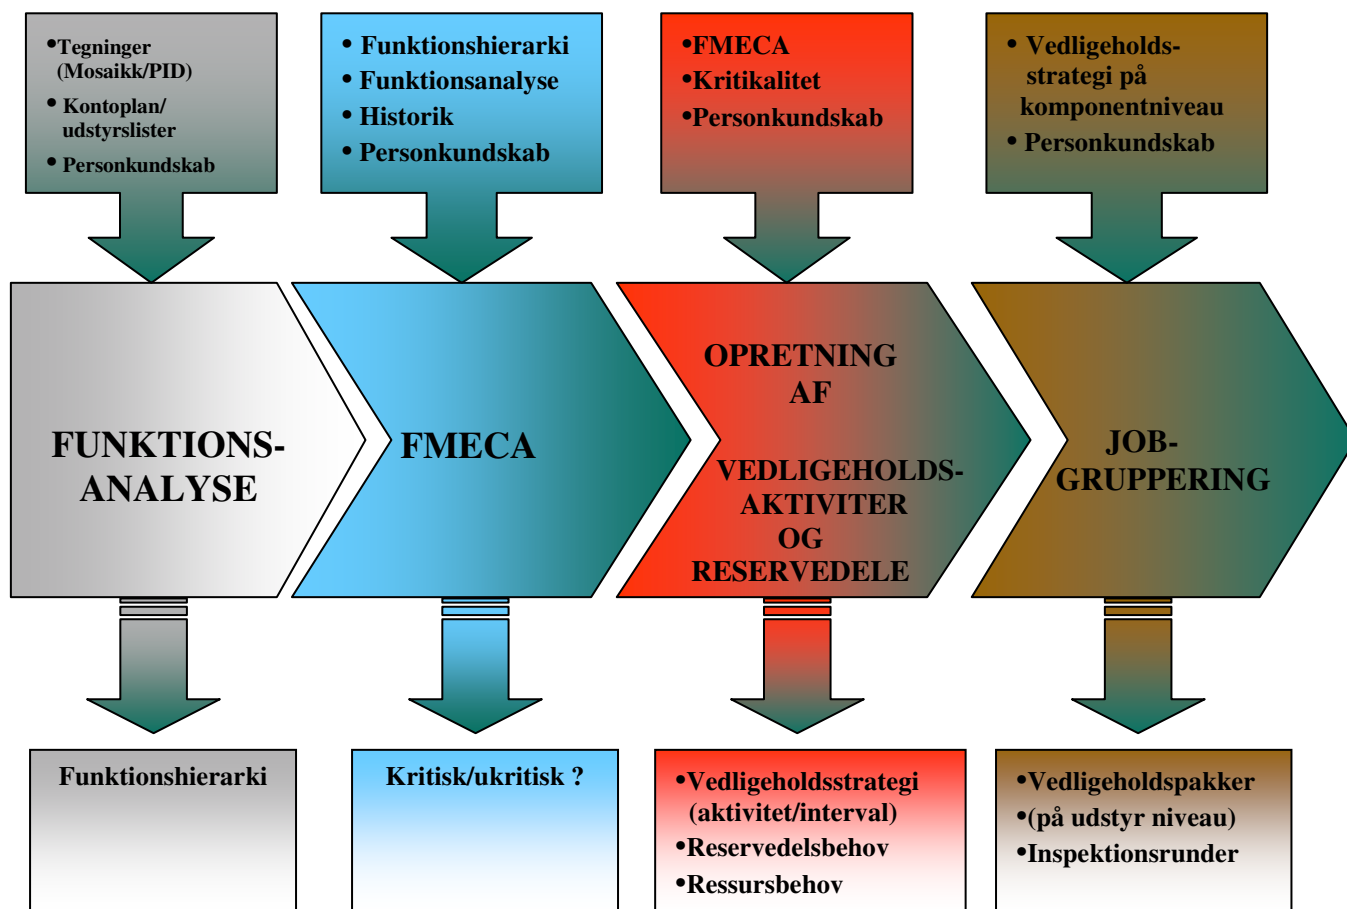 •Tegninger
(Mosaikk/PID)
• Kontoplan/
udstyrslister
• Personkundskab
• Funktionshierarki
• Funktionsanalyse
• Historik
• Personkundskab
•FMECA
•Kritikalitet
•Personkundskab
• Vedligeholds-
strategi på
komponentniveau
• Personkundskab
FUNKTIONS-
ANALYSE
FMECA
OPRETNING
AF
VEDLIGEHOLDS-
AKTIVITER
OG
RESERVEDELE
JOB-
GRUPPERING
Funktionshierarki
Kritisk/ukritisk ?
•Vedligeholdsstrategi
(aktivitet/interval)
•Reservedelsbehov
•Ressursbehov
•Vedligeholdspakker
•(på udstyr niveau)
•Inspektionsrunder